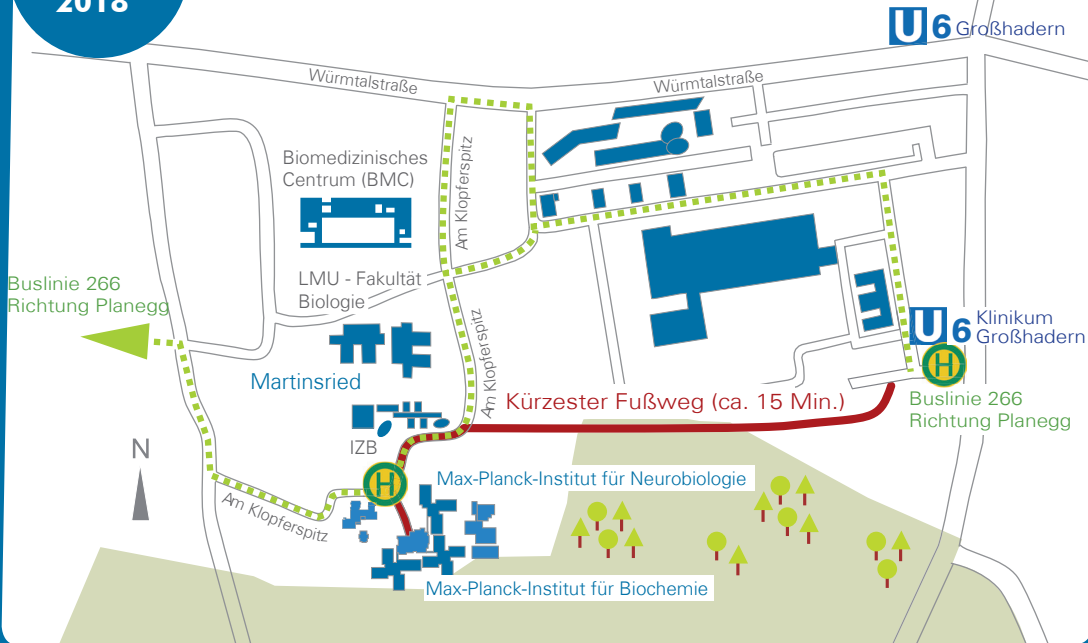 2018
U6 Großhadern
Würmtalstraße
Würmtalstraße
Am Klopferspitz
Biomedizinisches
Centrum (BMC)
LMU - Fakultät
Biologie
Buslinie 266
Richtung Planegg
Am Klopferspitz
U6 Klinikum
Großhadern
H
Martinsried
Buslinie 266
Richtung Planegg
Kürzester Fußweg (ca. 15 Min.)
IZB
N
H
Max-Planck-Institut für Neurobiologie
Am Klopferspitz
Max-Planck-Institut für Biochemie